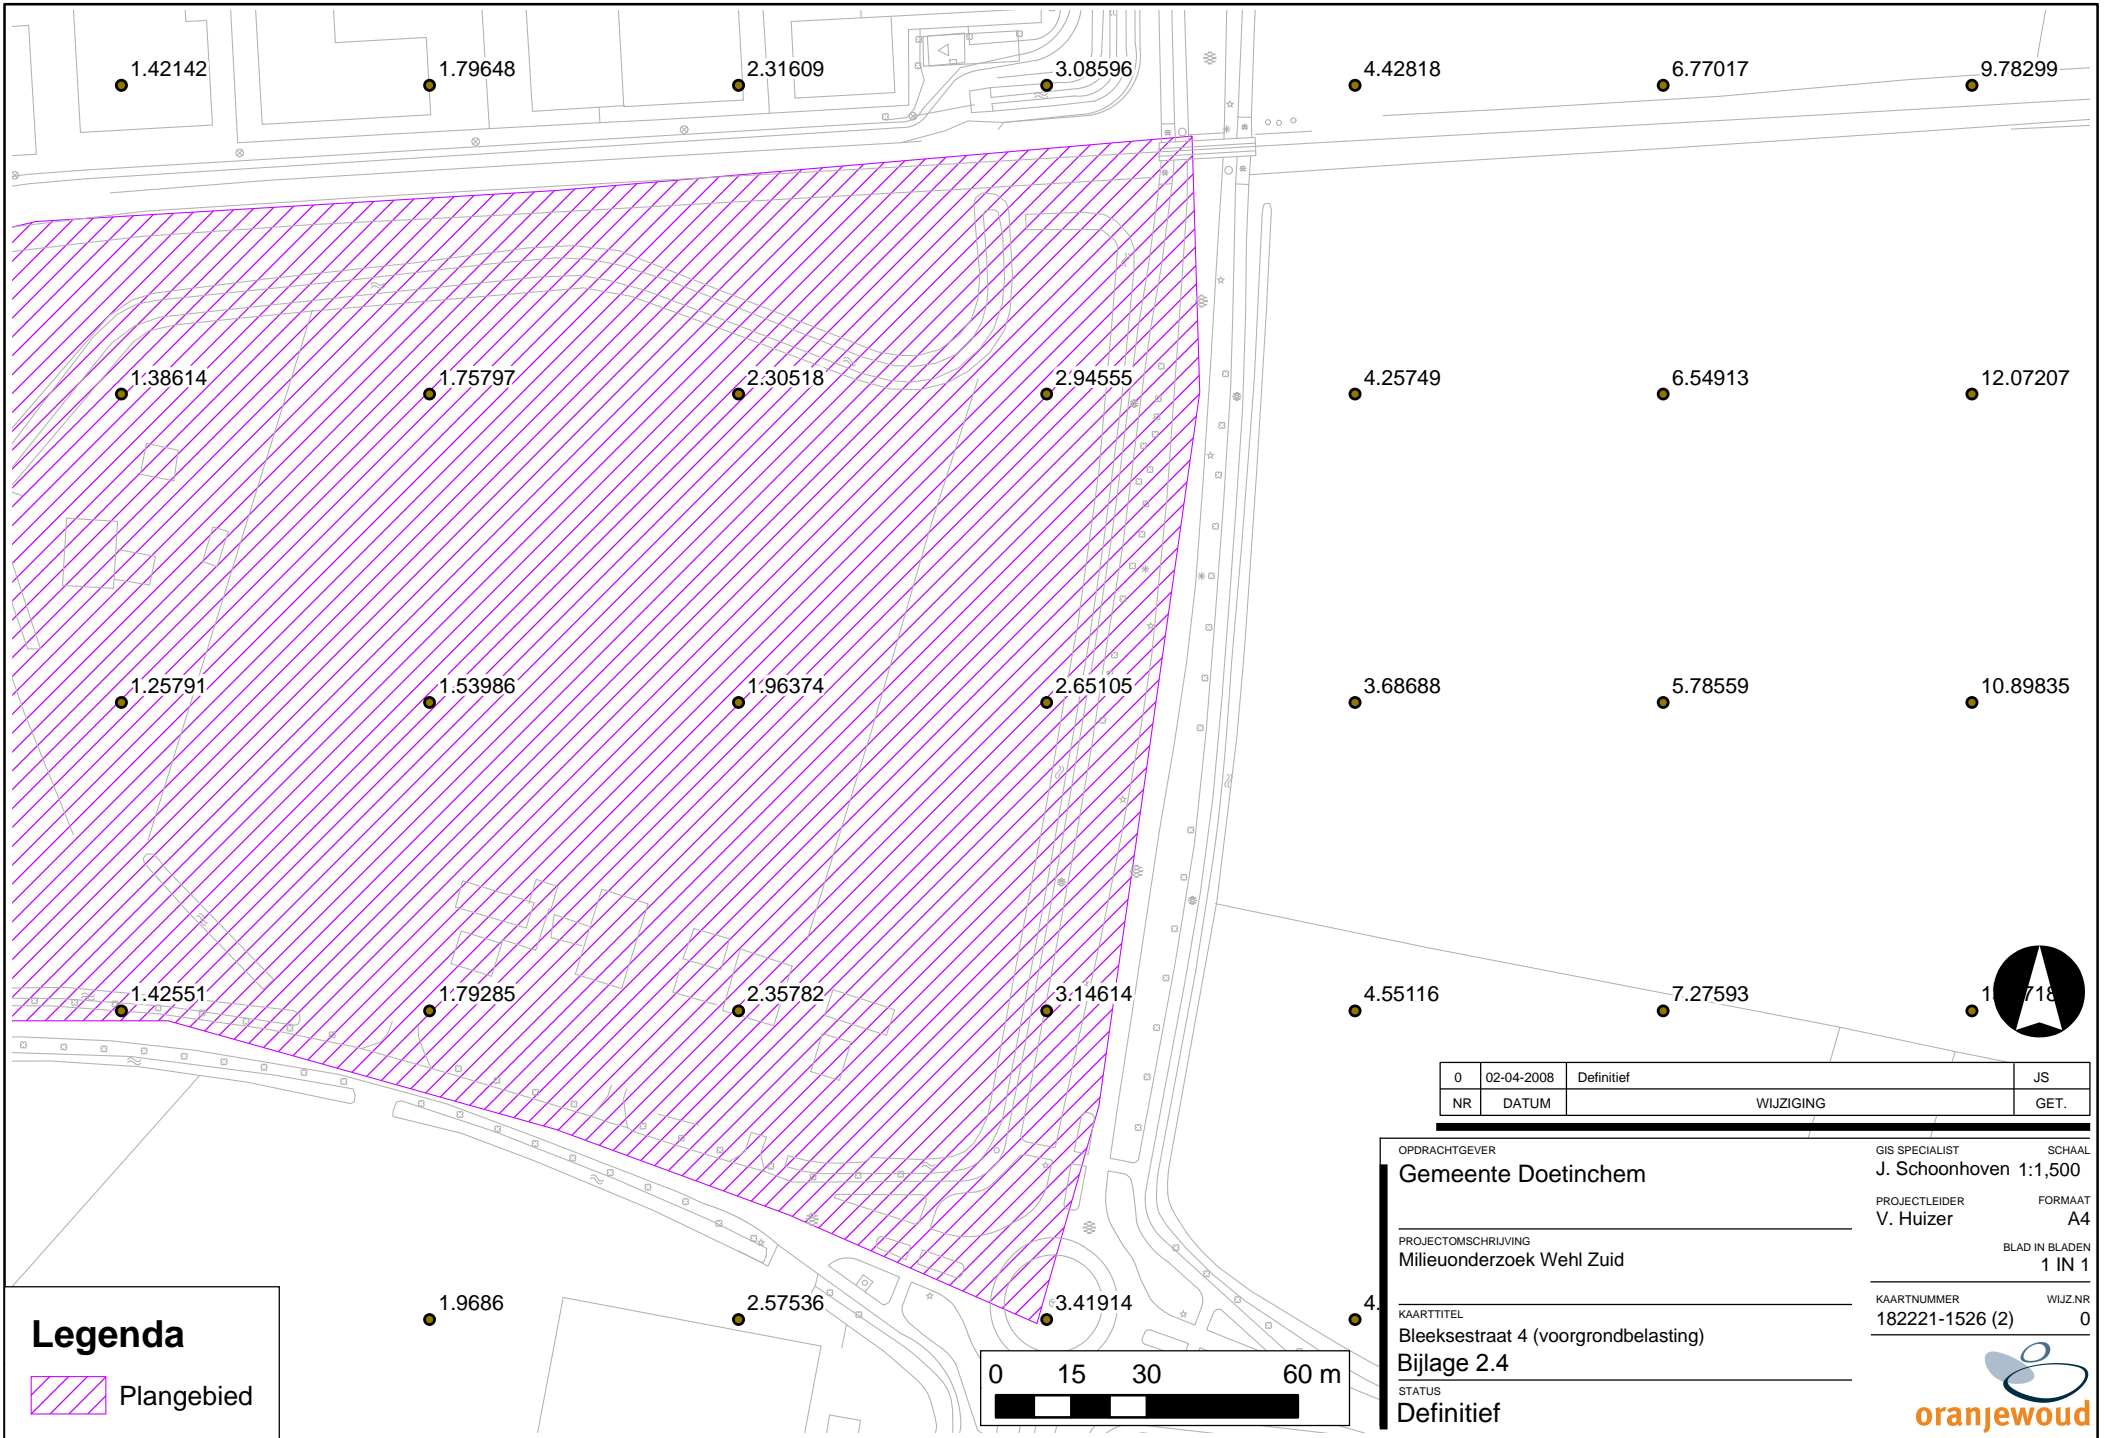 1.42142 1.79648 2.31609 3.08596 4.42818 6.77017 9.78299
1.38614 1.75797 2.30518 2.94555 4.25749 6.54913 12.07207
1.25791 1.53986 1.96374 2.65105 3.68688 5.78559 10.89835
1.42551 1.79285 2.35782 3.14614 4.55116 7.27593
1.9686 2.57536 3.41914
Legenda
Plangebied
0 15 30 60 m
0 02-04-2008 Definitief JS
NR DATUM WIJZIGING GET.
OPDRACHTGEVER
Gemeente Doetinchem
PROJECTOMSCHRIJVING
Milieuonderzoek Wehl Zuid
KAARTTITEL
Bleeksestraat 4 (voorgrondbelasting)
Bijlage 2.4
STATUS
Definitief
GIS SPECIALIST SCHAAL
J. Schoonhoven 1:1,500
PROJECTLEIDER FORMAAT
V. Huizer A4
BLAD IN BLADEN
1 IN 1
KAARTNUMMER WIJZ.NR
182221-1526 (2) 0
oranjewoud